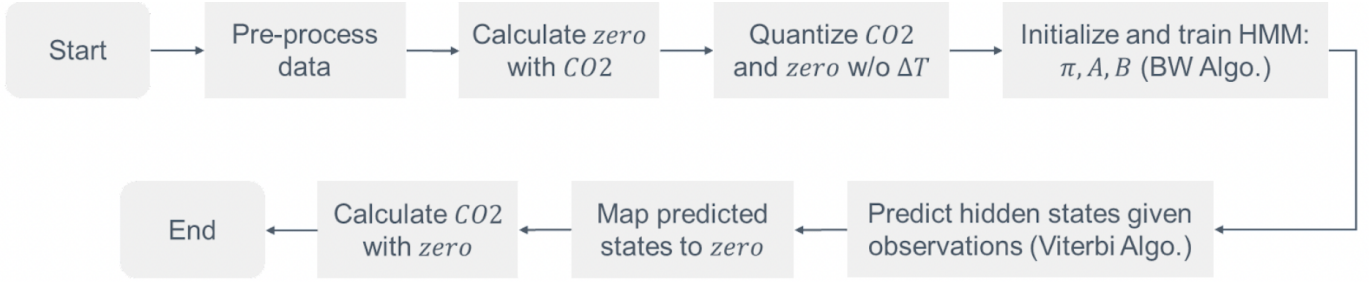 Start
Pre-process
data
Calculate zero
with CO2
Quantize CO2
and zero w/o ΔT
Initialize and train HMM:
π, A, B (BW Algo.)
Predict hidden states given
observations (Viterbi Algo.)
Map predicted
states to zero
Calculate CO2
with zero
End